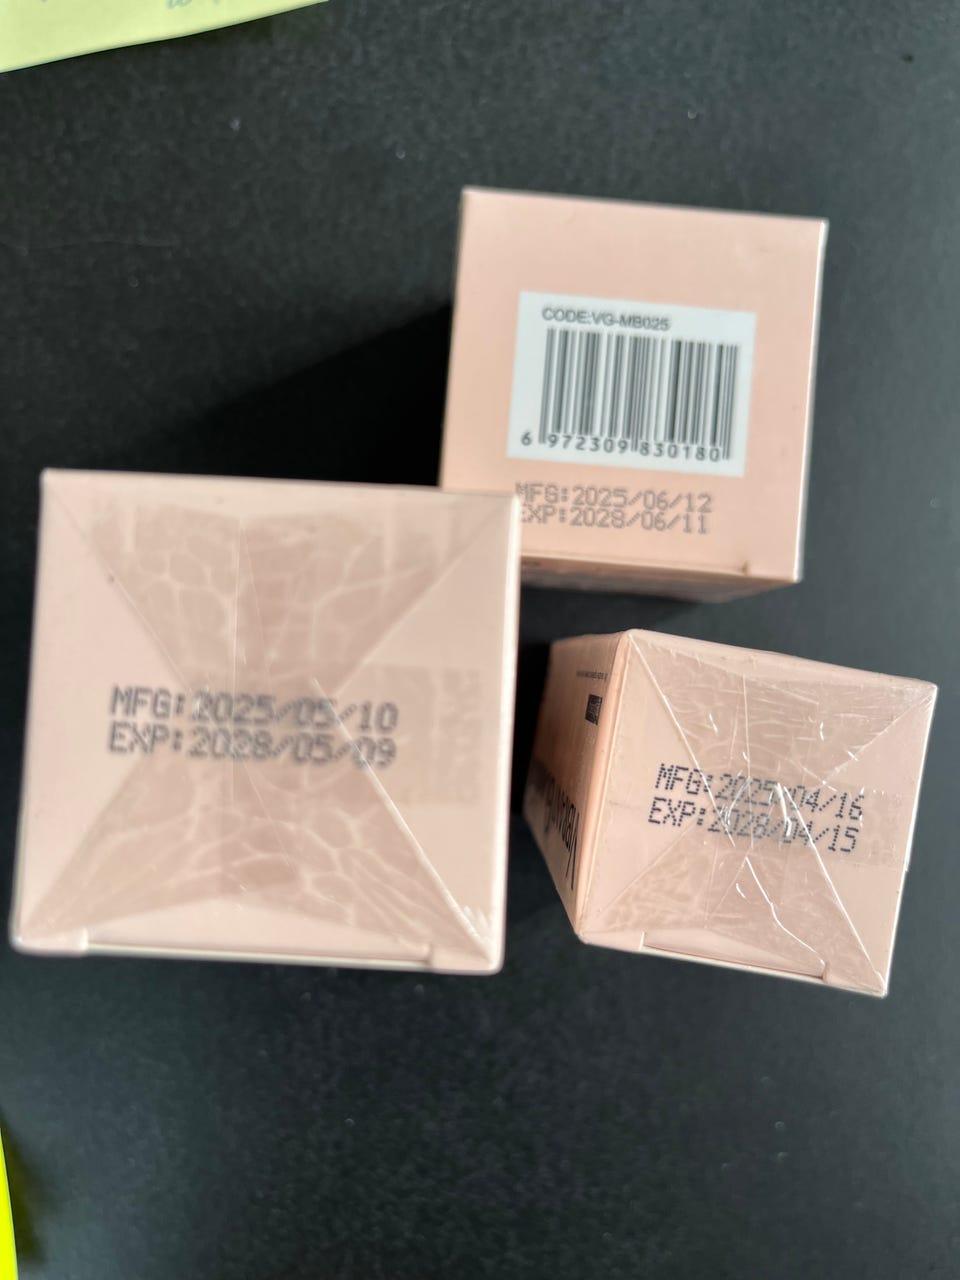 CODE:VG-MB025
6 972309 830180
MFG:2025/06/12
EXP:2028/06/11
MFG:2025/05/10
EXP:2028/05/09
MFG:2025/04/16
EXP:2028/04/15